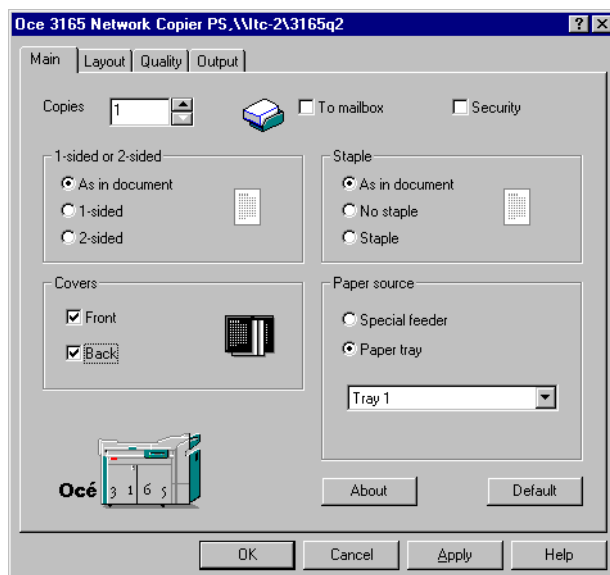 Oce 3165 Network Copier PS,\\ltc-2\3165q2
Main Layout Quality Output
Copies 1 To mailbox Security
1-sided or 2-sided
As in document
1-sided
2-sided
Staple
As in document
No staple
Staple
Covers
Front
Back
Paper source
Special feeder
Paper tray
Tray 1
Océ 3 1 6 5
About Default
OK Cancel Apply Help